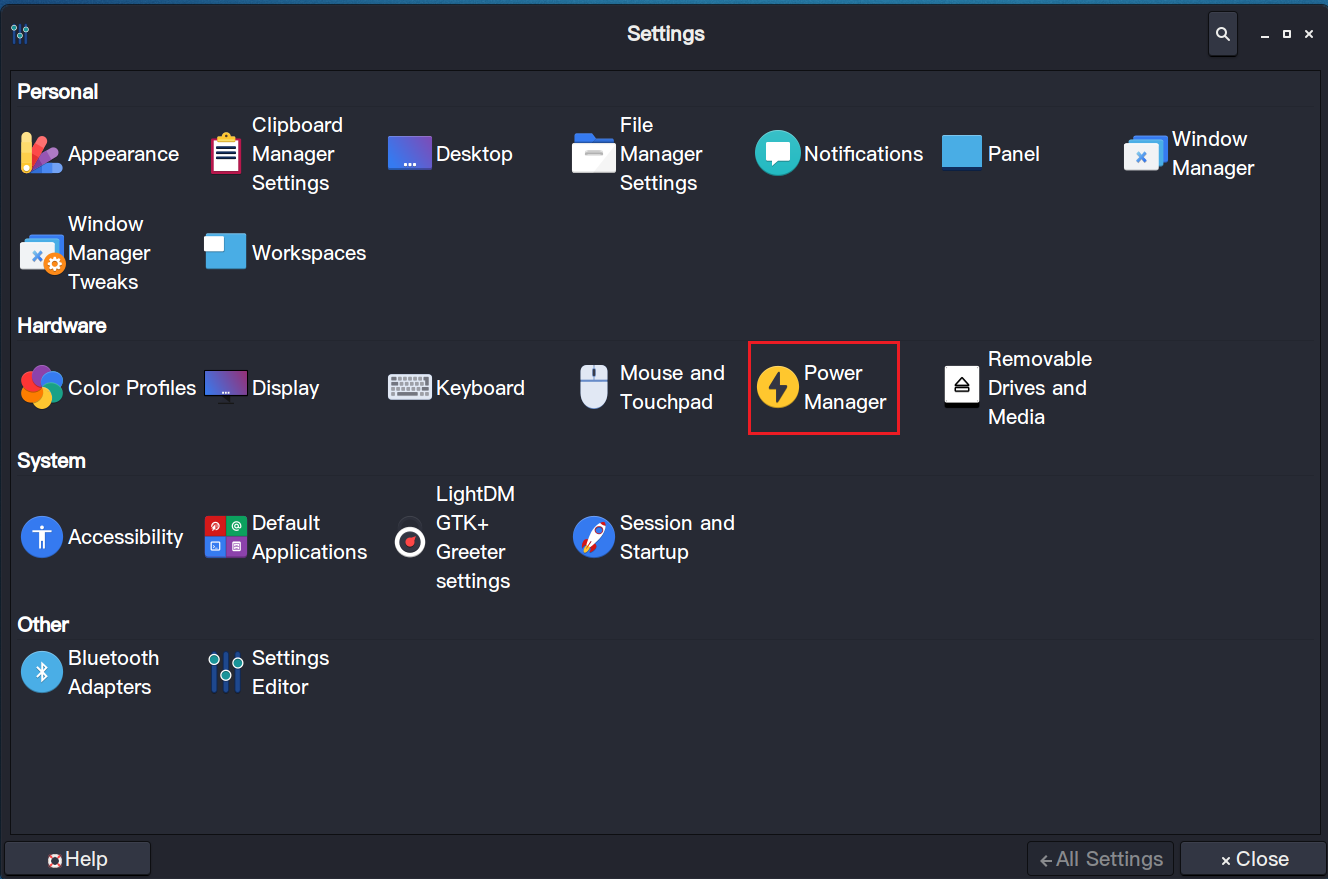 Settings
Personal
Appearance
Clipboard
Manager
Settings
Desktop
File
Manager
Settings
Notifications
Panel
Window
Manager
Window
Manager
Tweaks
Workspaces
Hardware
Color Profiles
Display
Keyboard
Mouse and
Touchpad
Power
Manager
Removable
Drives and
Media
System
Accessibility
Default
Applications
LightDM
GTK+
Greeter
settings
Session and
Startup
Other
Bluetooth
Adapters
Settings
Editor
Help
All Settings
Close